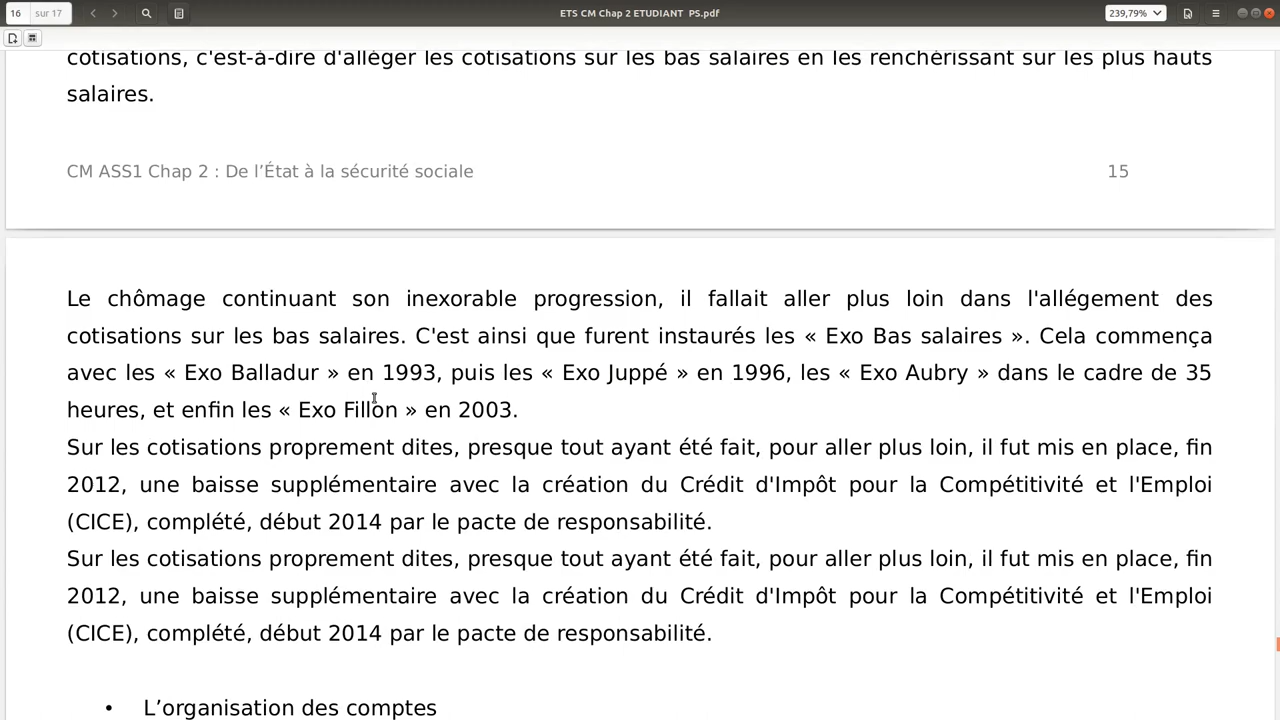 16 sur 17
ETS CM Chap 2 ETUDIANT PS.pdf
239,79%
cotisations, c'est-à-dire d'alléger les cotisations sur les bas salaires en les renchérissant sur les plus hauts
salaires.
CM ASS1 Chap 2 : De l’État à la sécurité sociale 15
Le chômage continuant son inexorable progression, il fallait aller plus loin dans l'allégement des
cotisations sur les bas salaires. C'est ainsi que furent instaurés les « Exo Bas salaires ». Cela commença
avec les « Exo Balladur » en 1993, puis les « Exo Juppé » en 1996, les « Exo Aubry » dans le cadre de 35
heures, et enfin les « Exo Fillon » en 2003.
Sur les cotisations proprement dites, presque tout ayant été fait, pour aller plus loin, il fut mis en place, fin
2012, une baisse supplémentaire avec la création du Crédit d'Impôt pour la Compétitivité et l'Emploi
(CICE), complété, début 2014 par le pacte de responsabilité.
Sur les cotisations proprement dites, presque tout ayant été fait, pour aller plus loin, il fut mis en place, fin
2012, une baisse supplémentaire avec la création du Crédit d'Impôt pour la Compétitivité et l'Emploi
(CICE), complété, début 2014 par le pacte de responsabilité.
• L’organisation des comptes